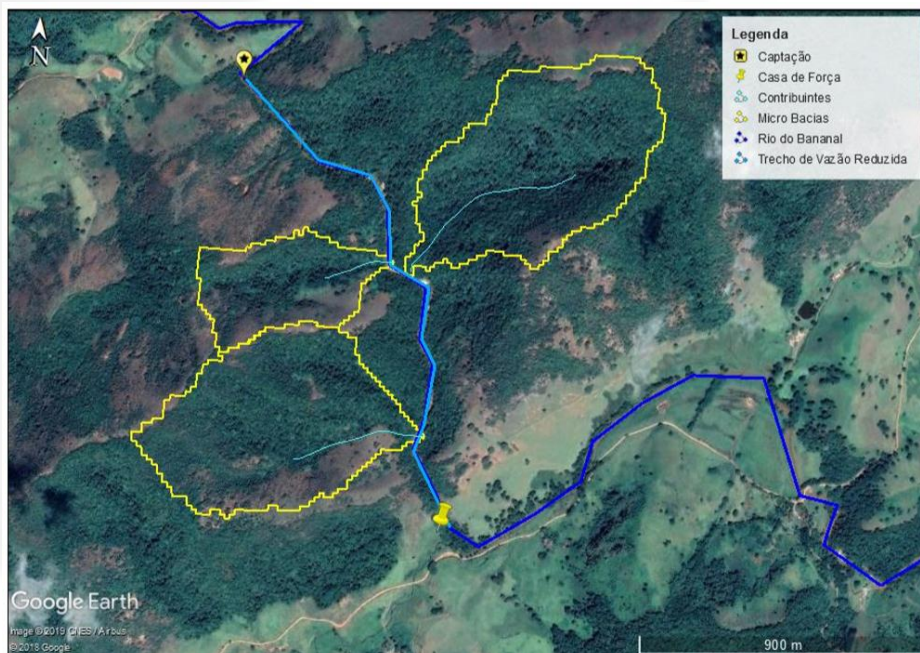 N
Legenda
Captação
Casa de Força
Contribuintes
Micro Bacias
Rio do Bananal
Trecho de Vazão Reduzida
Google Earth
Image © 2019 CNES / Airbus
© 2018 Google
900 m